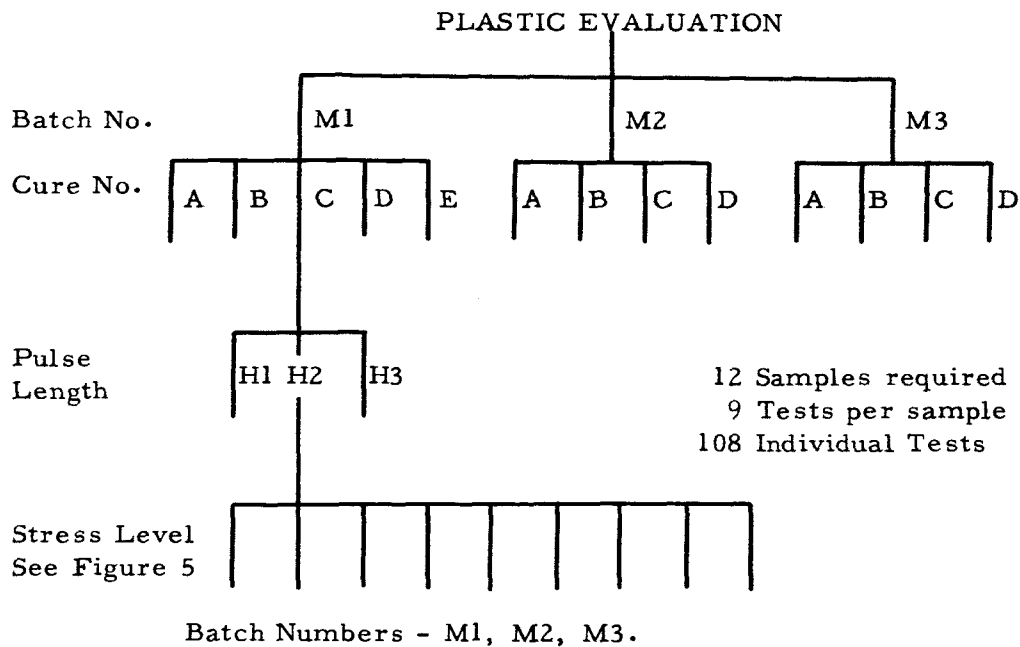 PLASTIC EVALUATION
Batch No.
M1
M2
M3
Cure No.
A B C D E
A B C D
A B C D
Pulse
Length
H1 H2 H3
12 Samples required
9 Tests per sample
108 Individual Tests
Stress Level
See Figure 5
Batch Numbers - M1, M2, M3.